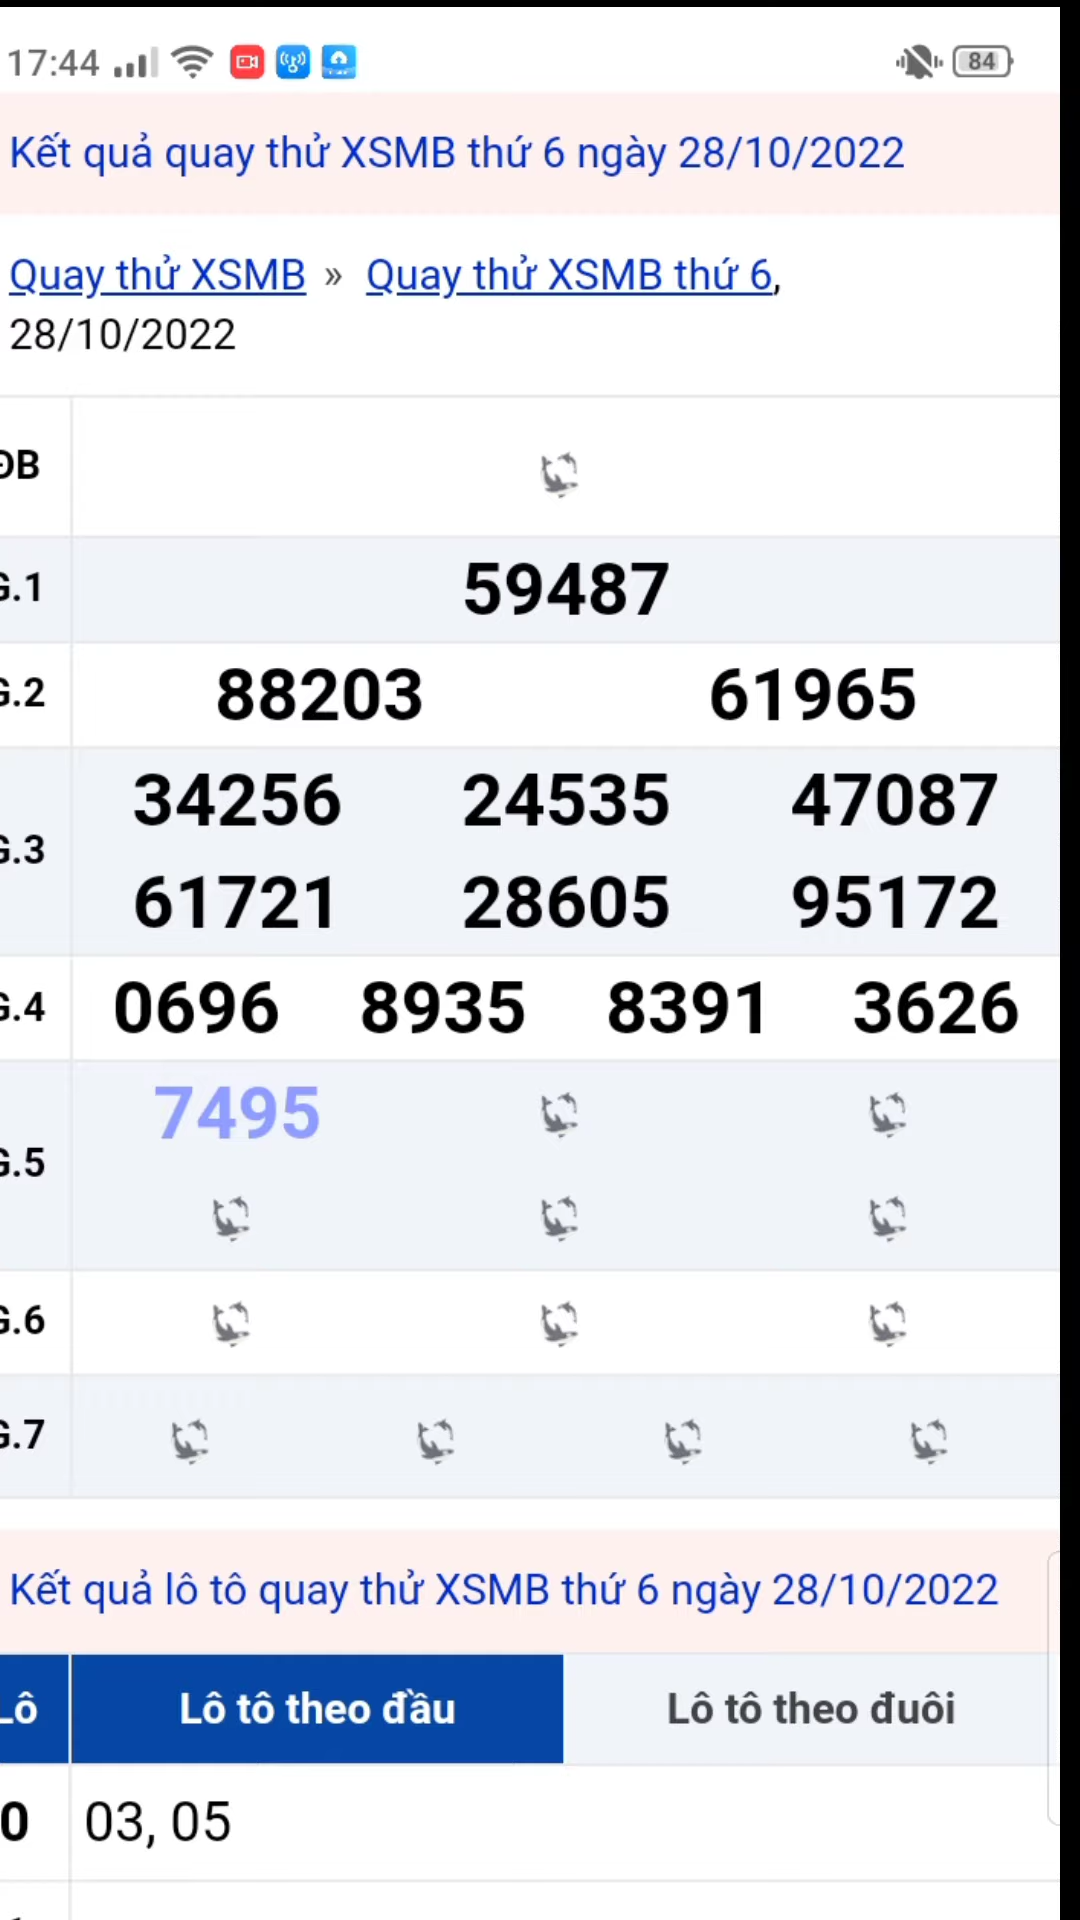 17:44 84
Kết quả quay thử XSMB thứ 6 ngày 28/10/2022
Quay thử XSMB » Quay thử XSMB thứ 6,
28/10/2022
ĐB
G.1 59487
G.2 88203 61965
G.3 34256 24535 47087
61721 28605 95172
G.4 0696 8935 8391 3626
G.5 7495
G.6
G.7
Kết quả lô tô quay thử XSMB thứ 6 ngày 28/10/2022
Lô Lô tô theo đầu Lô tô theo đuôi
0 03, 05